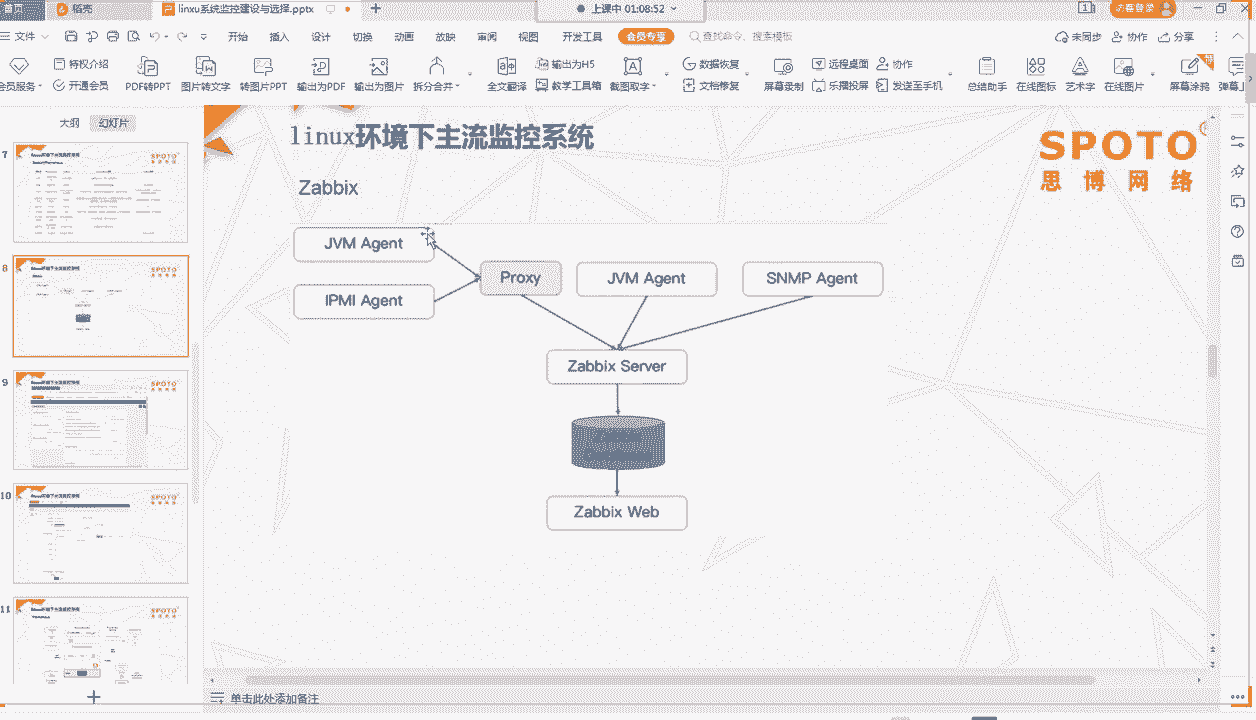 首页
稻壳
linxu系统监控建设与选择.pptx
上课中 01:08:52
文件
开始 插入 设计 切换 动画 放映 审阅 视图 开发工具 会员专享
查找命令、搜索模板
未同步 协作 分享
会员服务
特权介绍
开通会员
PDF转PPT 图片转文字 转图片PPT 输出为PDF 输出为图片 拆分合并 全文翻译
输出为H5
教学工具箱
截图取字
数据恢复
文档修复
屏幕录制
远程桌面
乐播投屏
协作
发送至手机
总结助手 在线图标 艺术字 在线图片 屏幕涂鸦
大纲 幻灯片
7
8
9
10
11
linux环境下主流监控系统
SPOTO
思博网络
Zabbix
JVM Agent
IPMI Agent
Proxy
JVM Agent
SNMP Agent
Zabbix Server
Zabbix Web
单击此处添加备注